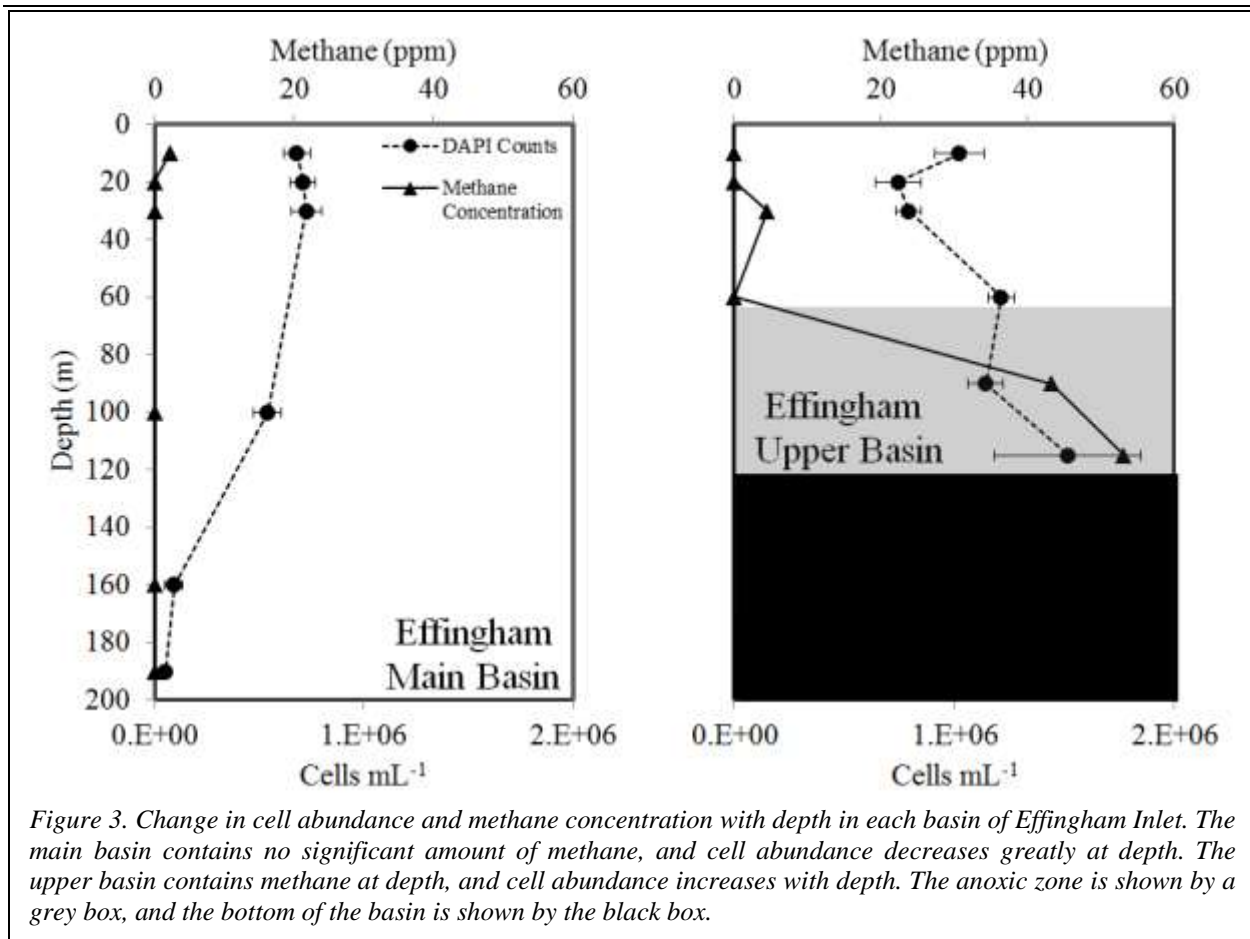 Methane (ppm)
0 20 40 60
0
20
40
60
80
100
120
140
160
180
200
Depth (m)
DAPI Counts
Methane
Concentration
Effingham
Main Basin
0.E+00 1.E+06 2.E+06
Cells mL-1
Methane (ppm)
0 20 40 60
Effingham
Upper Basin
0.E+00 1.E+06 2.E+06
Cells mL-1
Figure 3. Change in cell abundance and methane concentration with depth in each basin of Effingham Inlet. The
main basin contains no significant amount of methane, and cell abundance decreases greatly at depth. The
upper basin contains methane at depth, and cell abundance increases with depth. The anoxic zone is shown by a
grey box, and the bottom of the basin is shown by the black box.